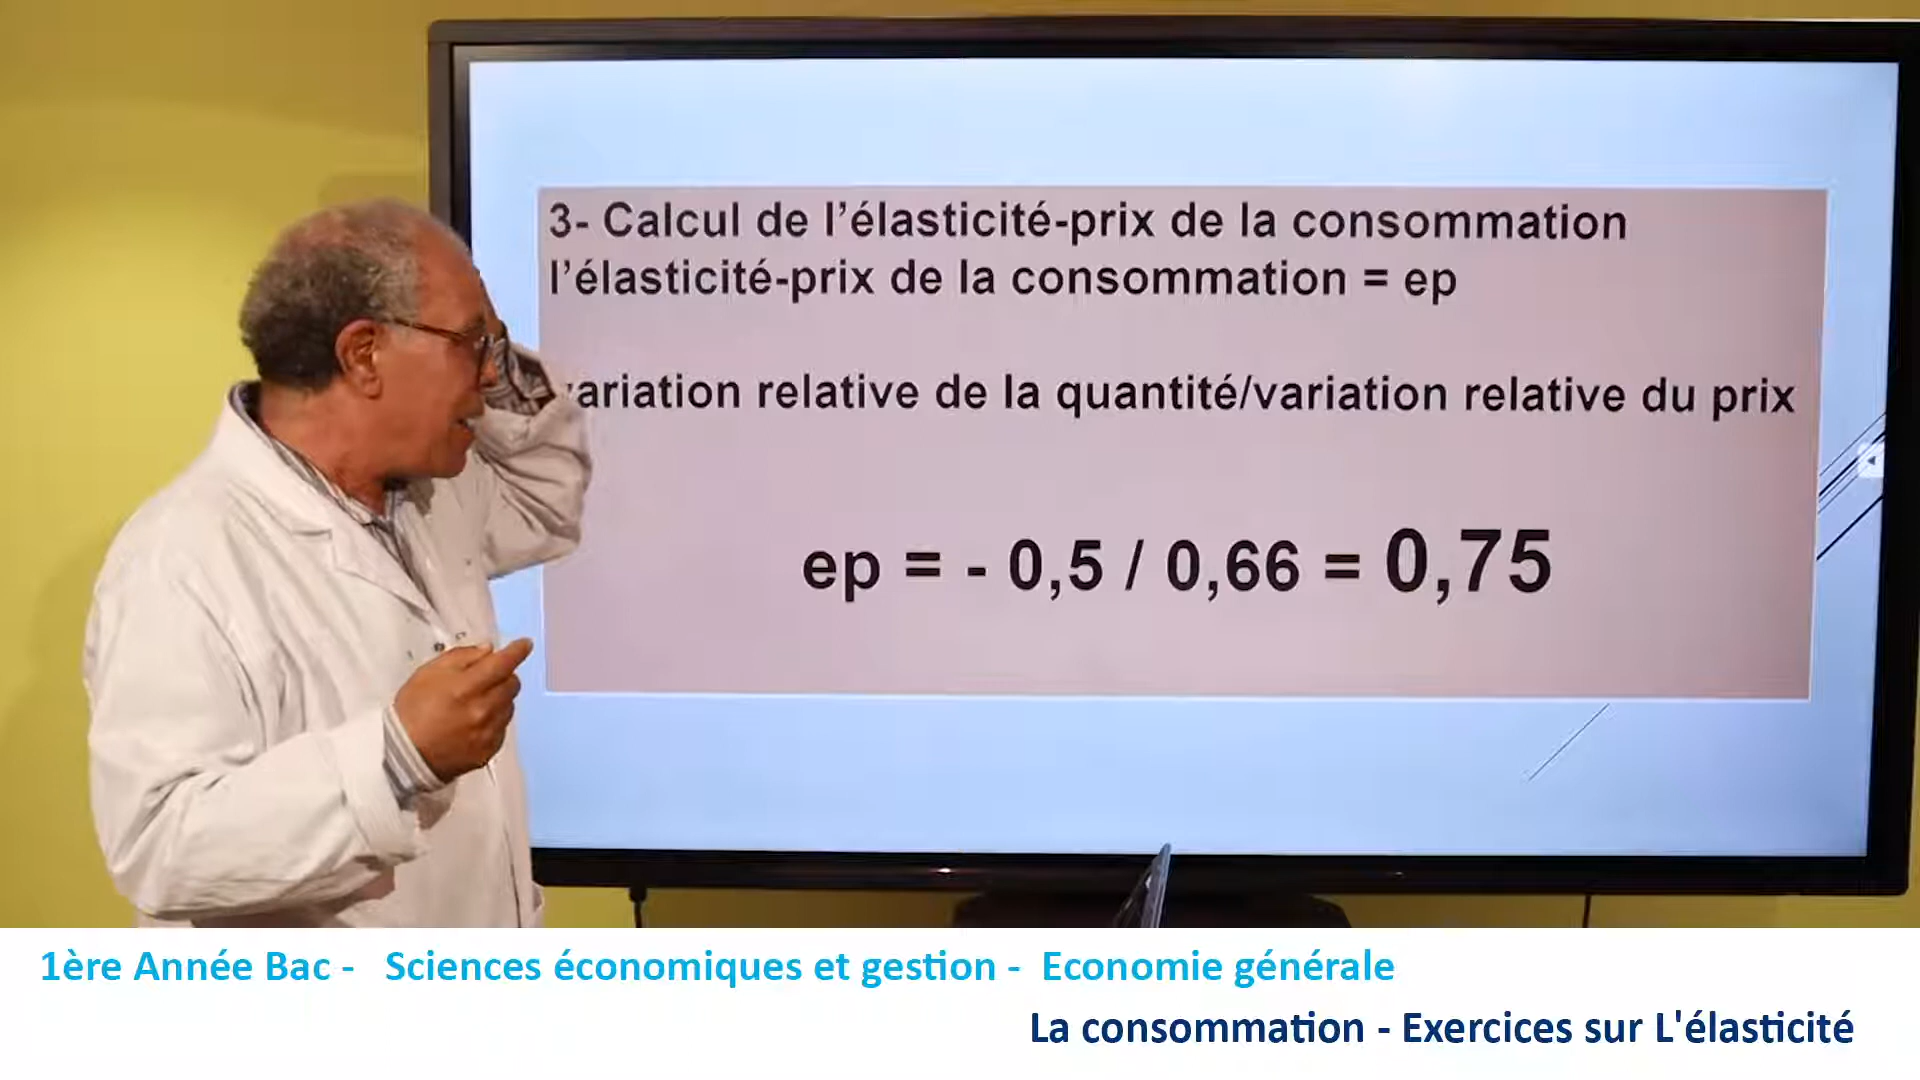 3- Calcul de l’élasticité-prix de la consommation
l’élasticité-prix de la consommation = ep
variation relative de la quantité/variation relative du prix
ep = - 0,5 / 0,66 = 0,75
1ère Année Bac - Sciences économiques et gestion - Economie générale
La consommation - Exercices sur L'élasticité